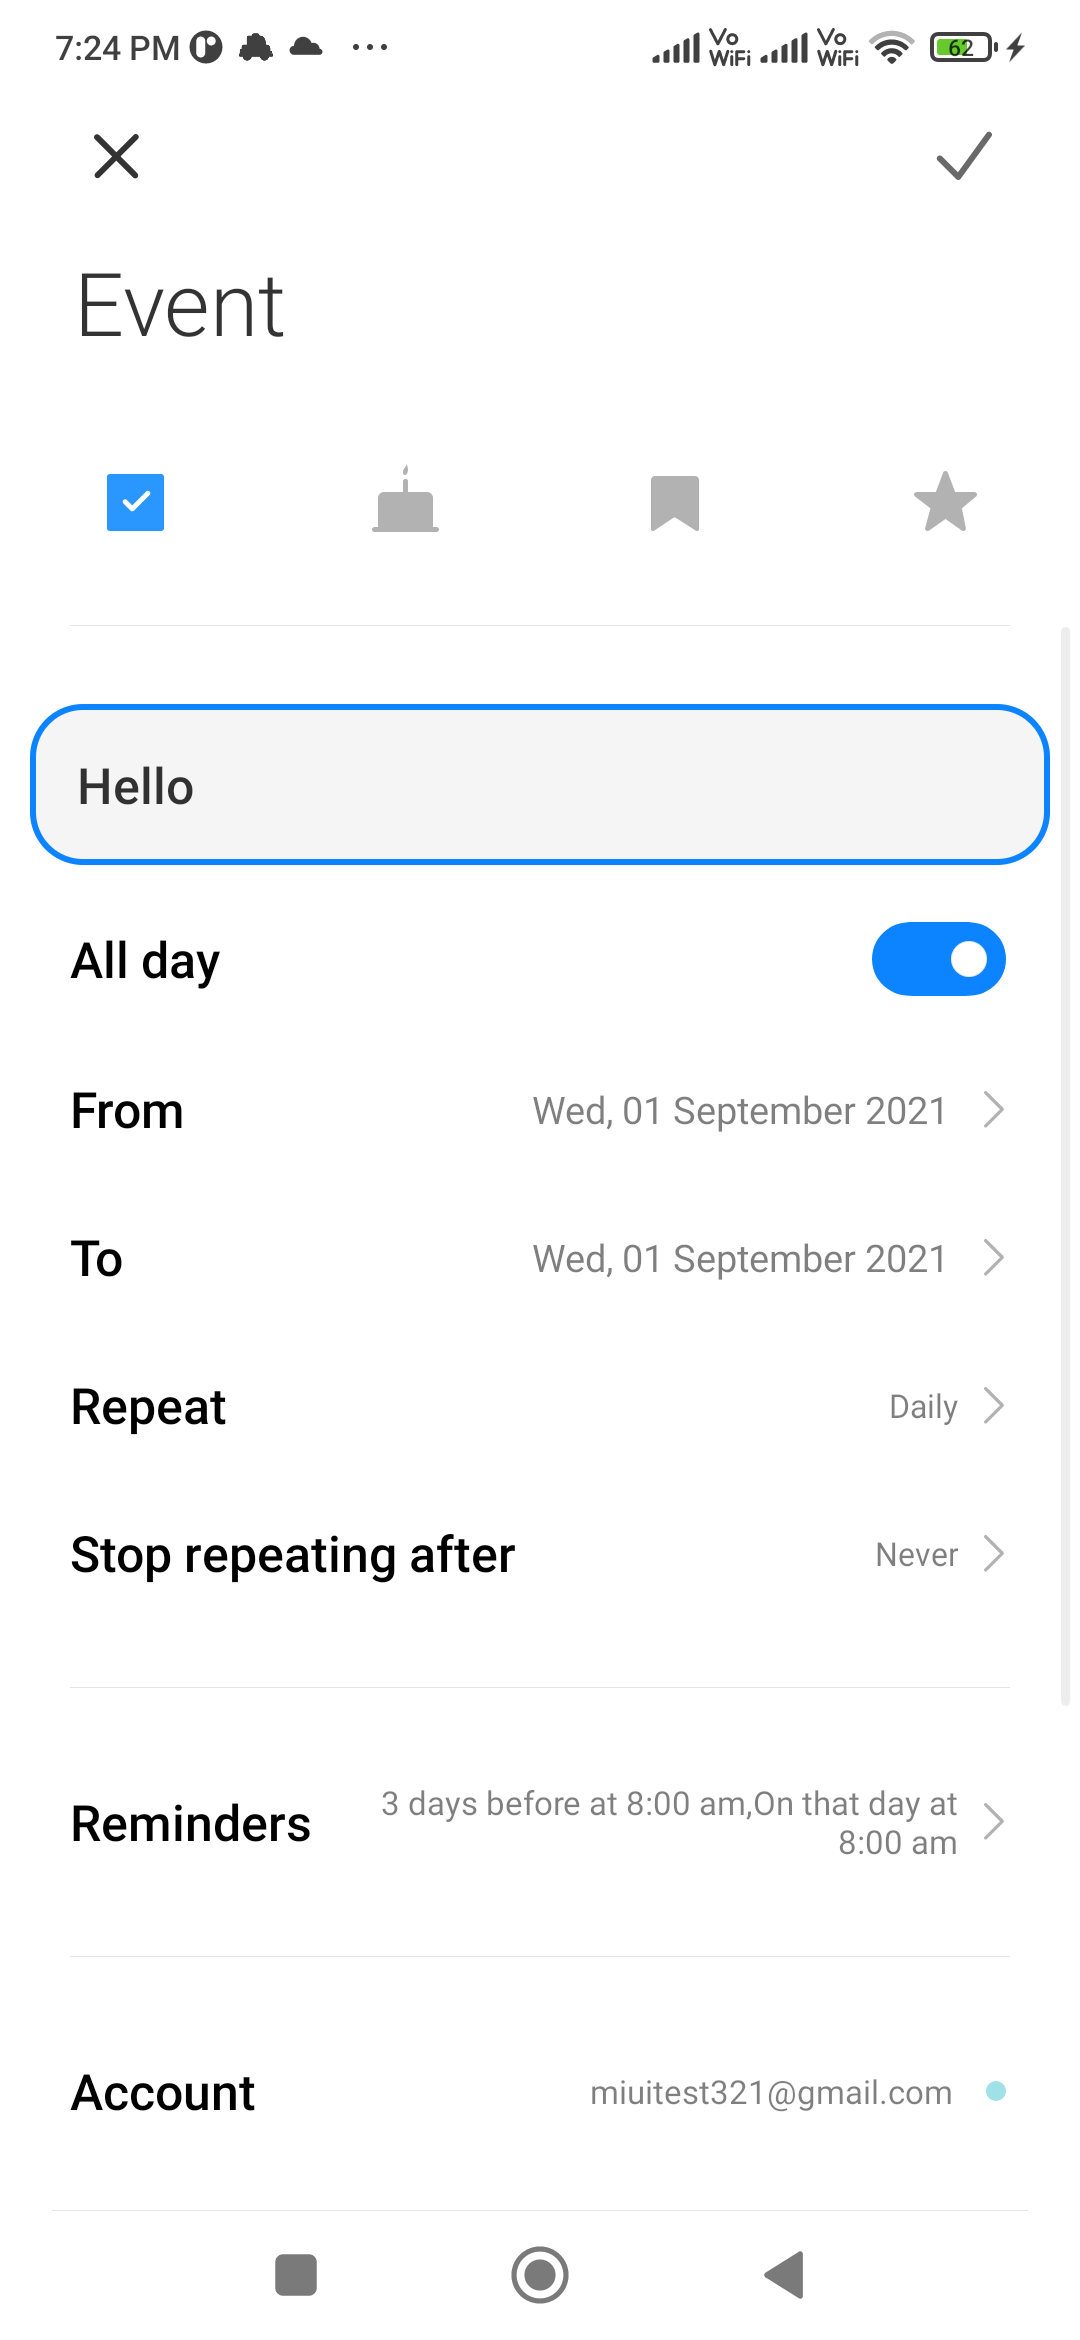 7:24 PM
Vo WiFi Vo WiFi 62
Event
Hello
All day
From Wed, 01 September 2021
To Wed, 01 September 2021
Repeat Daily
Stop repeating after Never
Reminders 3 days before at 8:00 am,On that day at
8:00 am
Account miuitest321@gmail.com